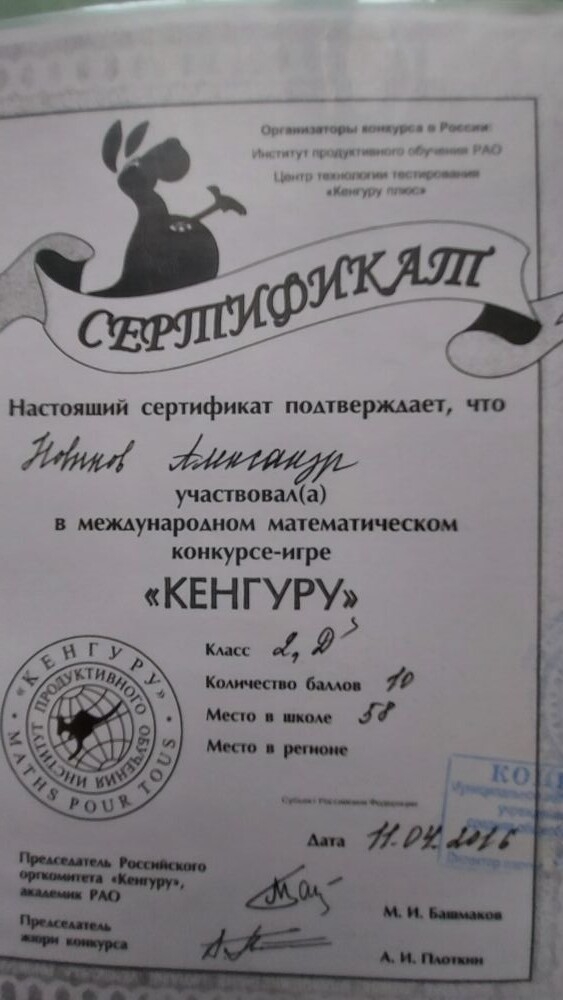 Организаторы конкурса в России:
Институт продуктивного обучения РАО
Центр технологии тестирования
«Кенгуру плюс»
СЕРТИФИКАТ
Настоящий сертификат подтверждает, что
Новиков Александр
участвовал(а)
в международном математическом
конкурсе-игре
«КЕНГУРУ»
Класс 2 "Д"
Количество баллов 10
Место в школе 58
Место в регионе
«КЕНГУРУ»
ИНСТИТУТ ПРОДУКТИВНОГО ОБУЧЕНИЯ
MATHS POUR TOUS
Субъект Российской Федерации
Дата 11.04.2016
Председатель Российского
оргкомитета «Кенгуру»,
академик РАО
М. И. Башмаков
Председатель
жюри конкурса
А. И. Плоткин